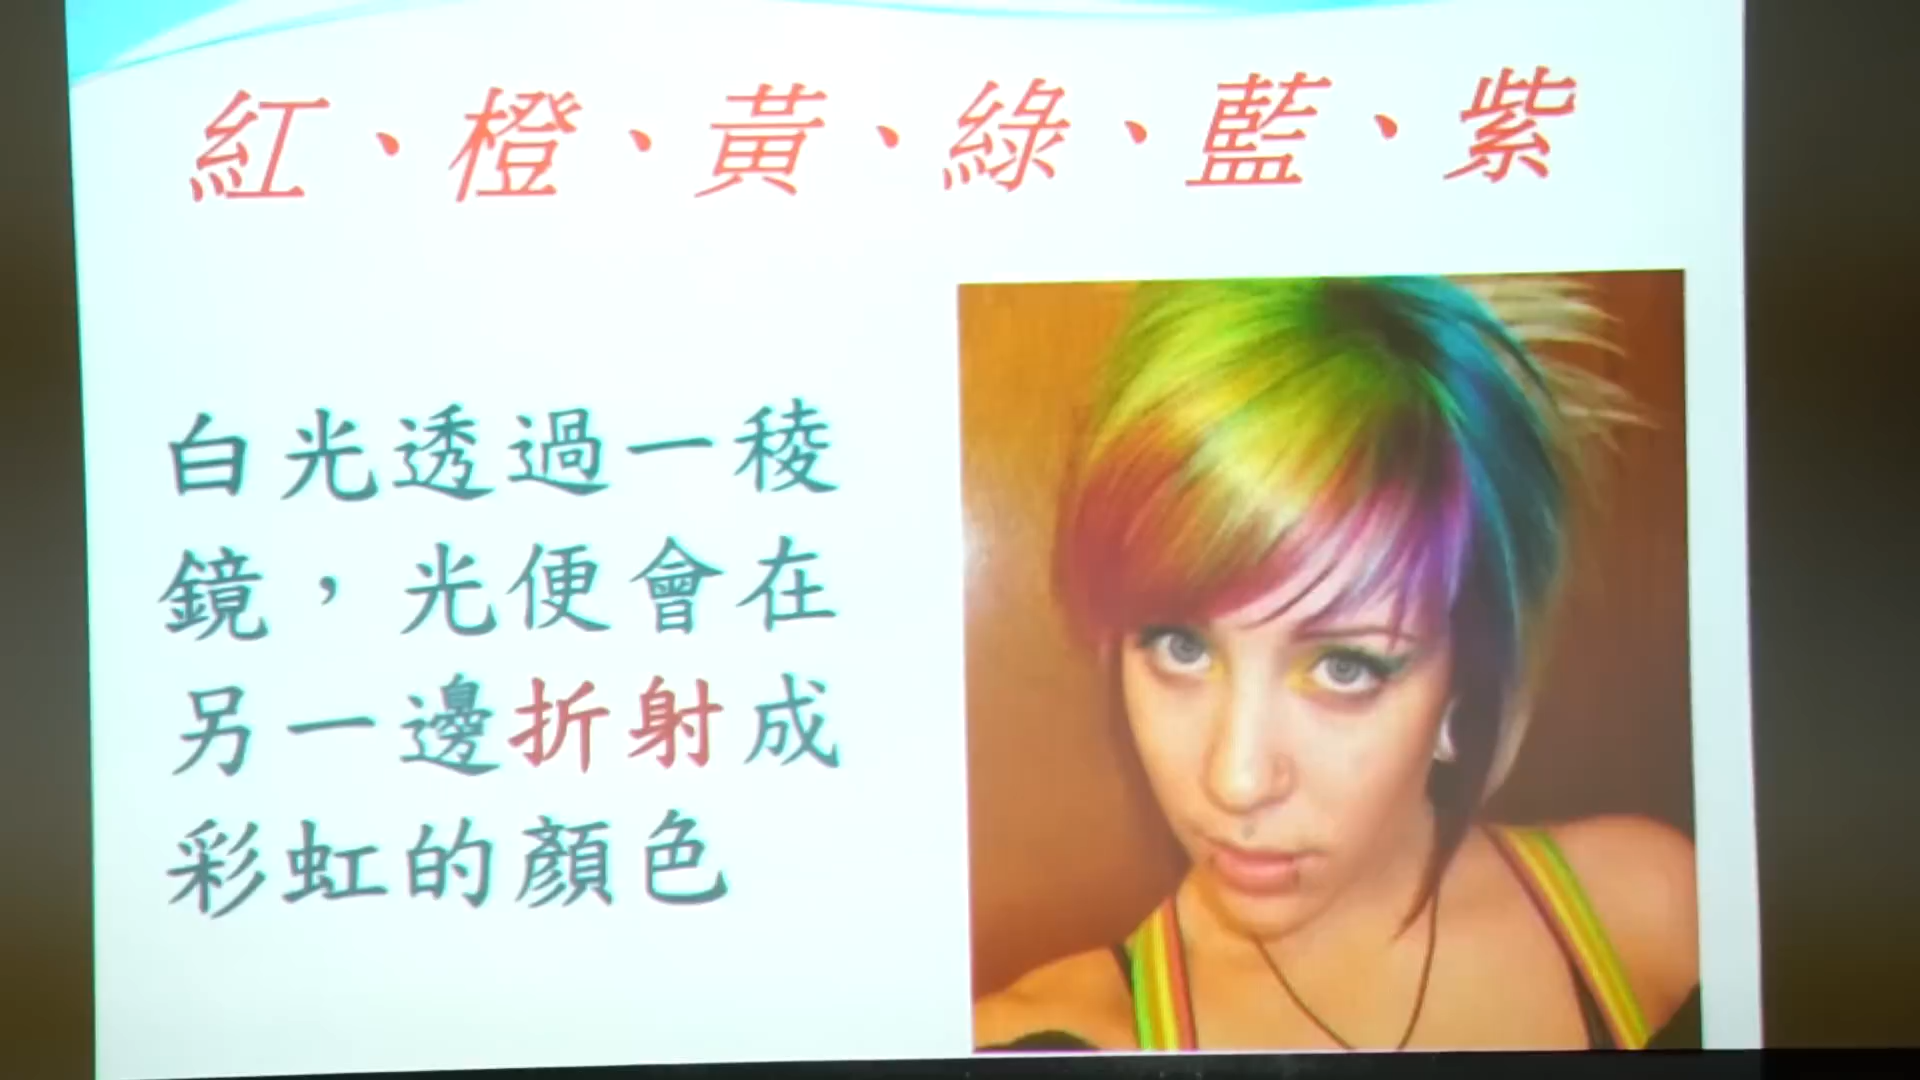 紅、橙、黃、綠、藍、紫
白光透過一稜
鏡，光便會在
另一邊折射成
彩虹的顏色